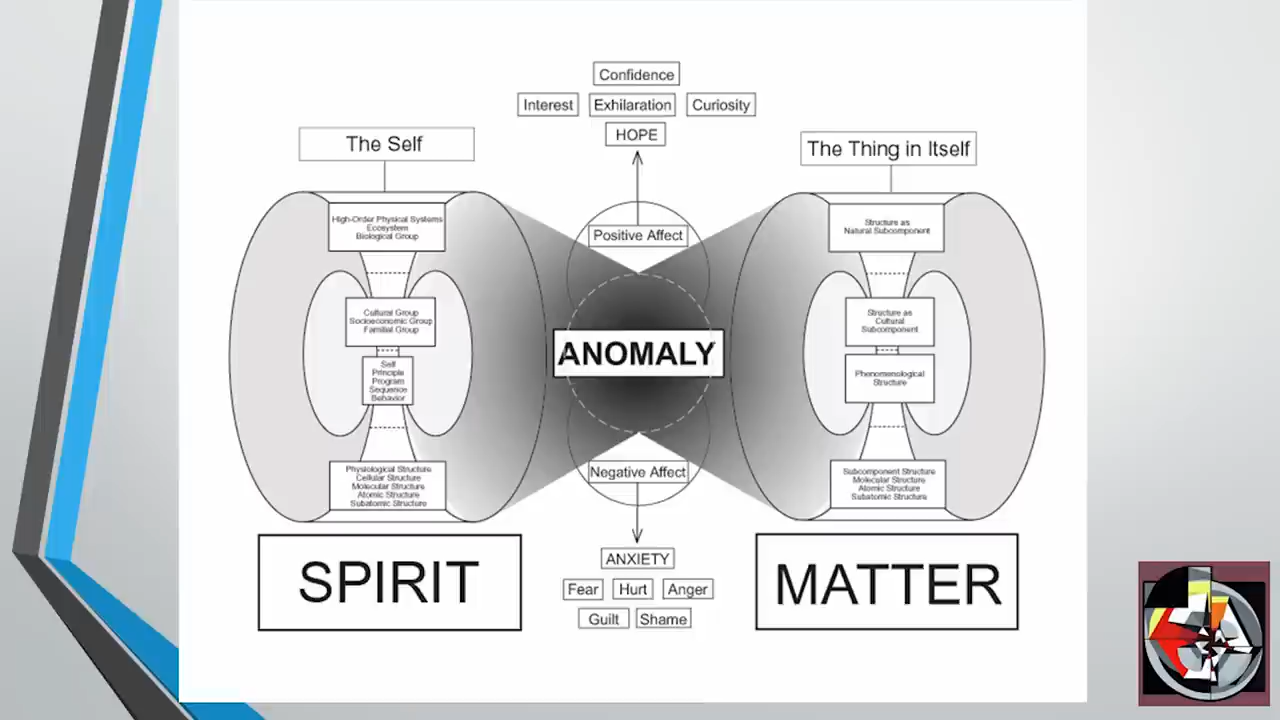 Confidence
Interest Exhilaration Curiosity
HOPE
The Self
The Thing in Itself
High-Order Physical Systems
Ecosystem
Biological Group
Positive Affect
Structure as
Natural Subcomponent
Cultural Group
Socioeconomic Group
Familial Group
Structure as
Cultural
Subcomponent
ANOMALY
Self
Principle
Program
Sequence
Behavior
Phenomenological
Structure
Physiological Structure
Cellular Structure
Molecular Structure
Atomic Structure
Subatomic Structure
Negative Affect
Subcomponent Structure
Molecular Structure
Atomic Structure
Subatomic Structure
ANXIETY
Fear Hurt Anger
Guilt Shame
SPIRIT
MATTER